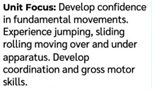 Unit Focus: Develop confidence
in fundamental movements.
Experience jumping, sliding
rolling moving over and under
apparatus. Develop
coordination and gross motor
skills.